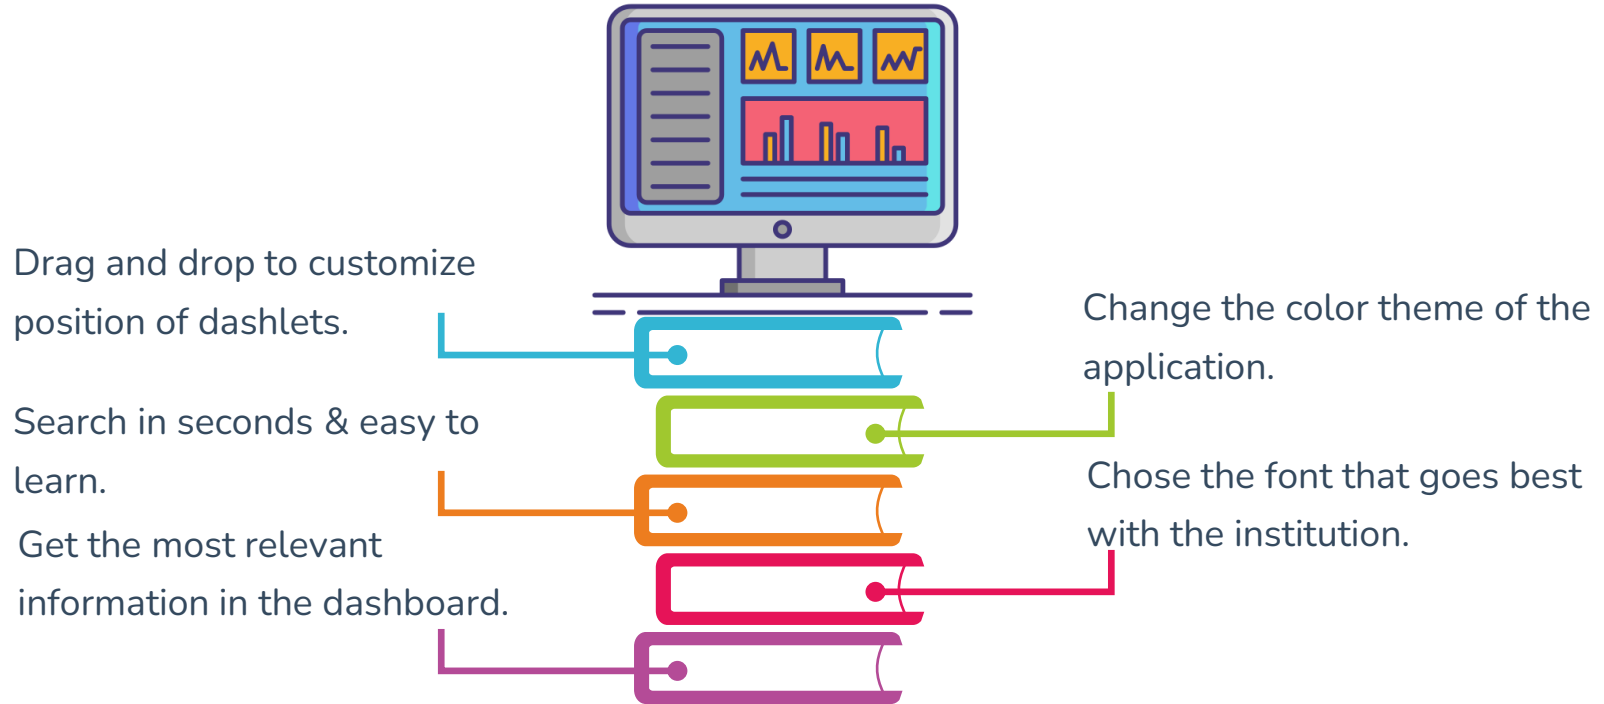 Drag and drop to customize
position of dashlets.
Change the color theme of the
application.
Search in seconds & easy to
learn.
Chose the font that goes best
with the institution.
Get the most relevant
information in the dashboard.